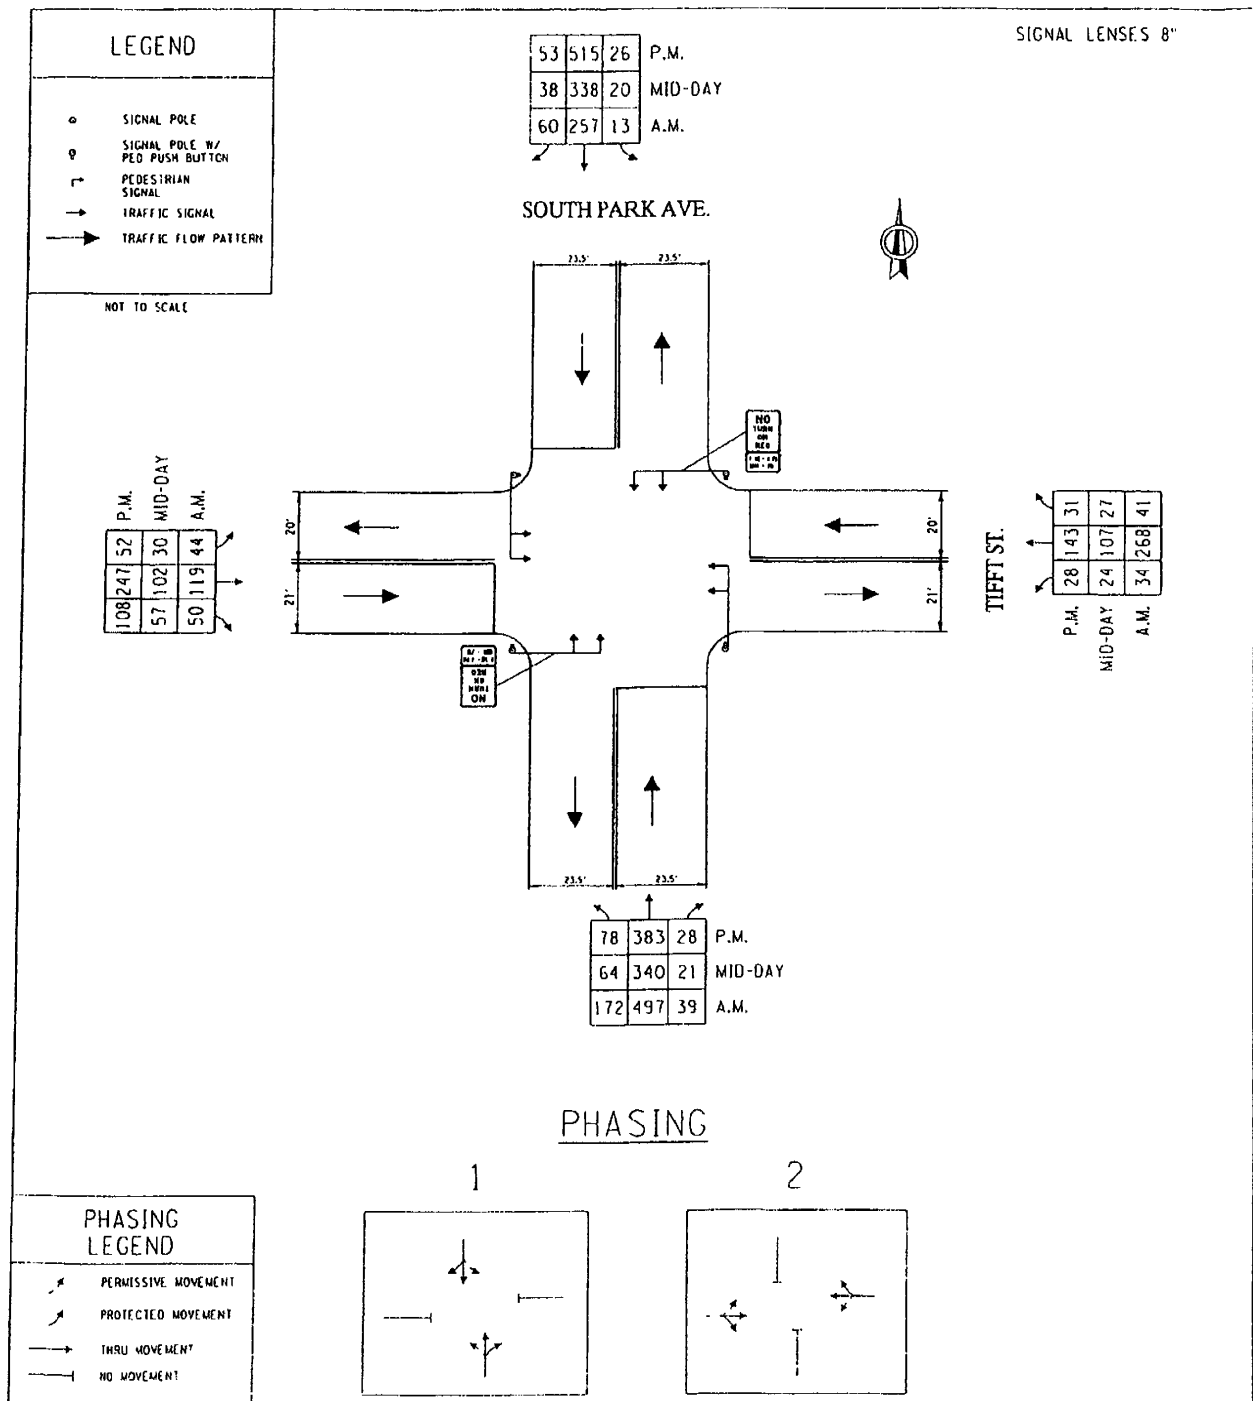 LEGEND
SIGNAL POLE
SIGNAL POLE W/
PED PUSH BUTTON
PEDESTRIAN
SIGNAL
TRAFFIC SIGNAL
TRAFFIC FLOW PATTERN
NOT TO SCALE
SIGNAL LENSES 8"
53 515 26 P.M.
38 338 20 MID-DAY
60 257 13 A.M.
SOUTH PARK AVE.
23.5' 23.5'
NO
TURN
ON
RED
P.M. MID-DAY A.M.
52 30 44
247 102 119
108 57 50
20'
21'
20'
21'
TIFFT ST.
31 27 41
143 107 268
28 24 34
P.M. MID-DAY A.M.
NO
TURN
ON
RED
23.5' 23.5'
78 383 28 P.M.
64 340 21 MID-DAY
172 497 39 A.M.
PHASING
1 2
PHASING
LEGEND
PERMISSIVE MOVEMENT
PROTECTED MOVEMENT
THRU MOVEMENT
NO MOVEMENT